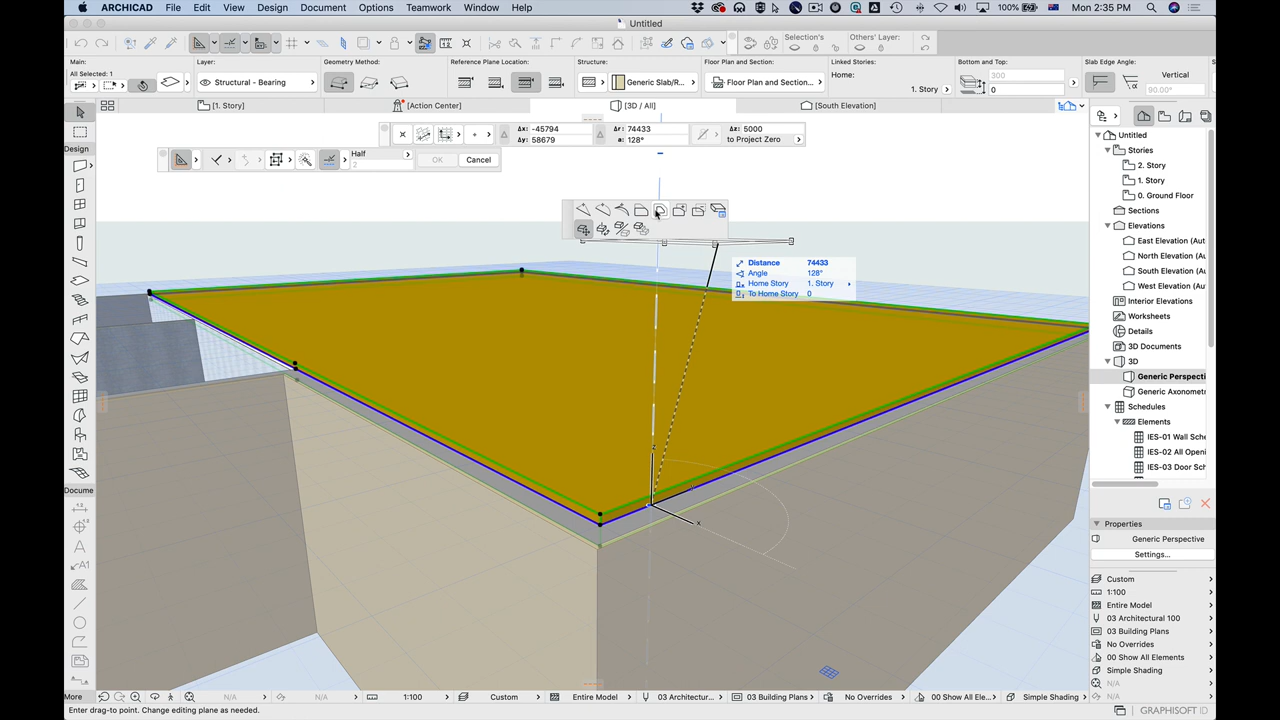 ARCHICAD File Edit View Design Document Options Teamwork Window Help 100% Mon 2:35 PM
Untitled
Selection's Others' Layer:
Main: Layer: Geometry Method: Reference Plane Location: Structure: Floor Plan and Section: Linked Stories: Bottom and Top: Slab Edge Angle:
All Selected: 1 Structural - Bearing Generic Slab/R... Floor Plan and Section... Home: 300 Vertical
1. Story 0 90.00°
[1. Story] [Action Center] [3D / All] [South Elevation]
Δx: -45794 Δr: 74433 Δz: 5000
Δy: 58679 a: 128° to Project Zero
Half OK Cancel
2
Distance 74433
Angle 128°
Home Story 1. Story
To Home Story 0
z
x
Design
Docume
More
Untitled
Stories
2. Story
1. Story
0. Ground Floor
Sections
Elevations
East Elevation (Aut
North Elevation (Au
South Elevation (Au
West Elevation (Au
Interior Elevations
Worksheets
Details
3D Documents
3D
Generic Perspecti
Generic Axonomet
Schedules
Elements
IES-01 Wall Sche
IES-02 All Openi
IES-03 Door Sch
Properties
Generic Perspective
Settings...
Custom
1:100
Entire Model
03 Architectural 100
03 Building Plans
No Overrides
00 Show All Elements
Simple Shading
N/A
N/A
N/A N/A 1:100 Custom Entire Model 03 Architectur... 03 Building Plans No Overrides 00 Show All Ele... Simple Shading
Enter drag-to point. Change editing plane as needed. GRAPHISOFT ID